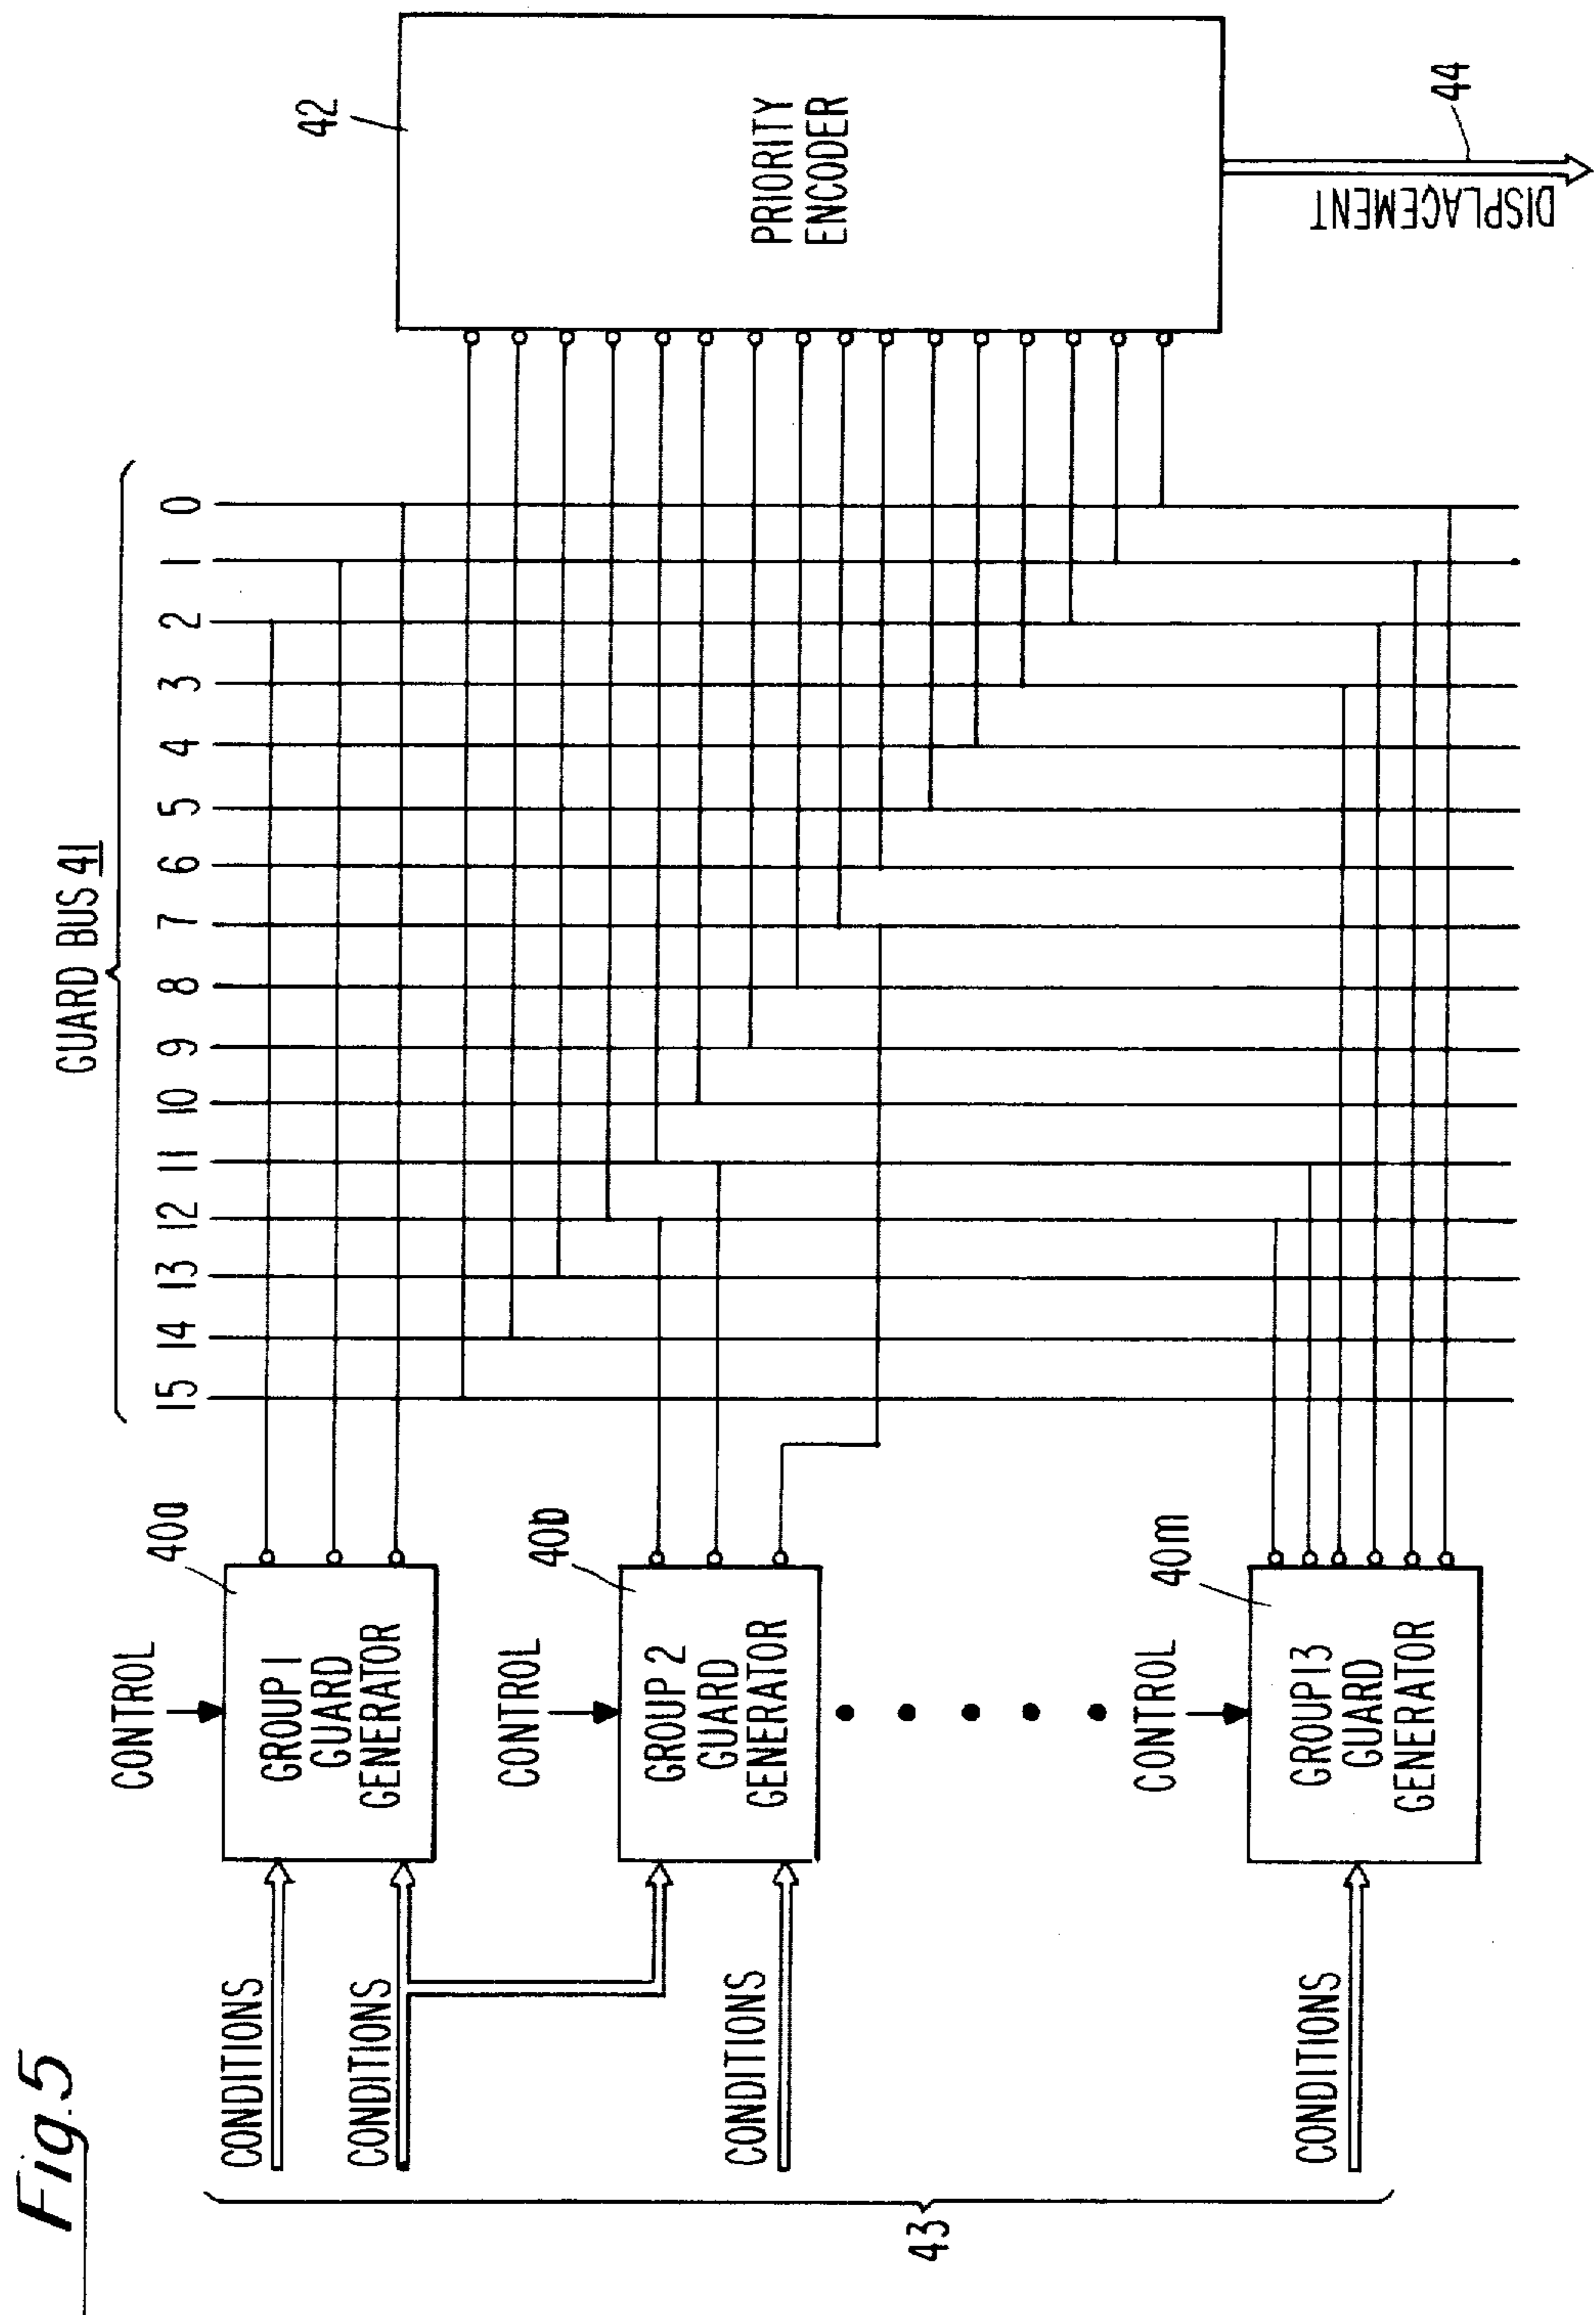 Fig. 5
GUARD BUS 41
15 14 13 12 11 10 9 8 7 6 5 4 3 2 1 0
42
PRIORITY
ENCODER
DISPLACEMENT
44
CONTROL
40a
CONDITIONS
CONDITIONS
GROUP 1
GUARD
GENERATOR
CONTROL
40b
CONDITIONS
GROUP 2
GUARD
GENERATOR
CONTROL
40m
CONDITIONS
GROUP 13
GUARD
GENERATOR
43